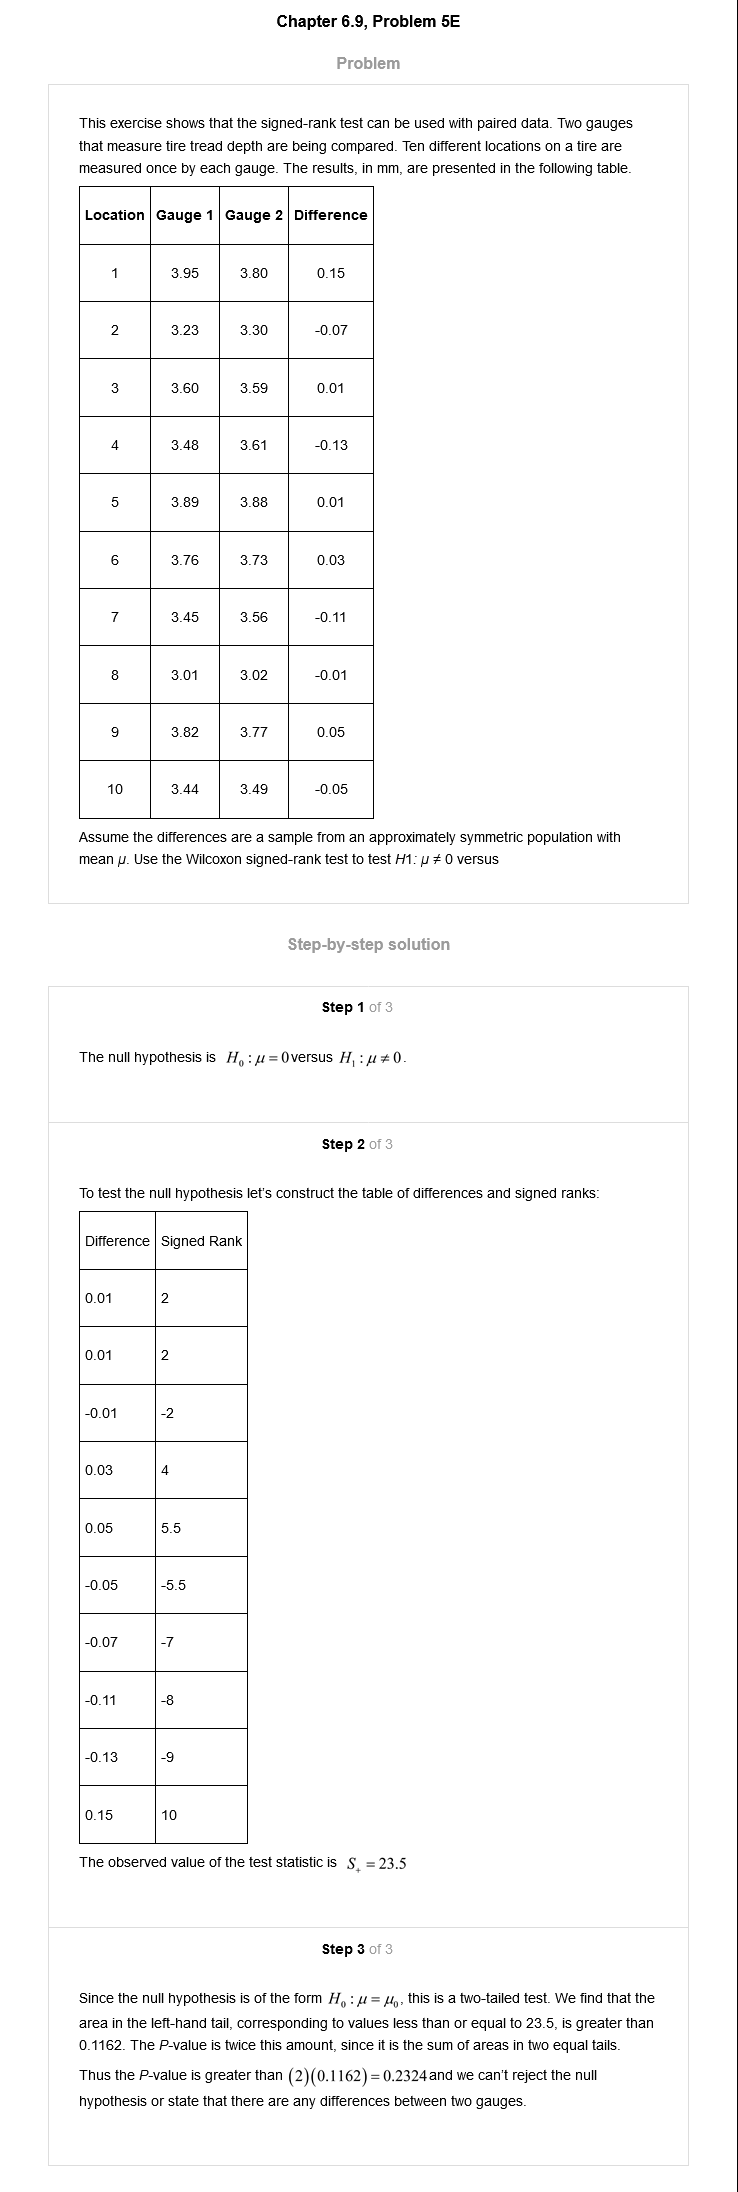 Chapter 6.9, Problem 5E
Problem
This exercise shows that the signed-rank test can be used with paired data. Two gauges
that measure tire tread depth are being compared. Ten different locations on a tire are
measured once by each gauge. The results, in mm, are presented in the following table.
Location Gauge 1 Gauge 2 Difference
1 3.95 3.80 0.15
2 3.23 3.30 -0.07
3 3.60 3.59 0.01
4 3.48 3.61 -0.13
5 3.89 3.88 0.01
6 3.76 3.73 0.03
7 3.45 3.56 -0.11
8 3.01 3.02 -0.01
9 3.82 3.77 0.05
10 3.44 3.49 -0.05
Assume the differences are a sample from an approximately symmetric population with
mean μ. Use the Wilcoxon signed-rank test to test H1: μ ≠ 0 versus
Step-by-step solution
Step 1 of 3
The null hypothesis is H₀ : μ = 0 versus H₁ : μ ≠ 0.
Step 2 of 3
To test the null hypothesis let's construct the table of differences and signed ranks:
Difference Signed Rank
0.01 2
0.01 2
-0.01 -2
0.03 4
0.05 5.5
-0.05 -5.5
-0.07 -7
-0.11 -8
-0.13 -9
0.15 10
The observed value of the test statistic is S₊ = 23.5
Step 3 of 3
Since the null hypothesis is of the form H₀ : μ = μ₀, this is a two-tailed test. We find that the
area in the left-hand tail, corresponding to values less than or equal to 23.5, is greater than
0.1162. The P-value is twice this amount, since it is the sum of areas in two equal tails.
Thus the P-value is greater than (2)(0.1162) = 0.2324 and we can't reject the null
hypothesis or state that there are any differences between two gauges.